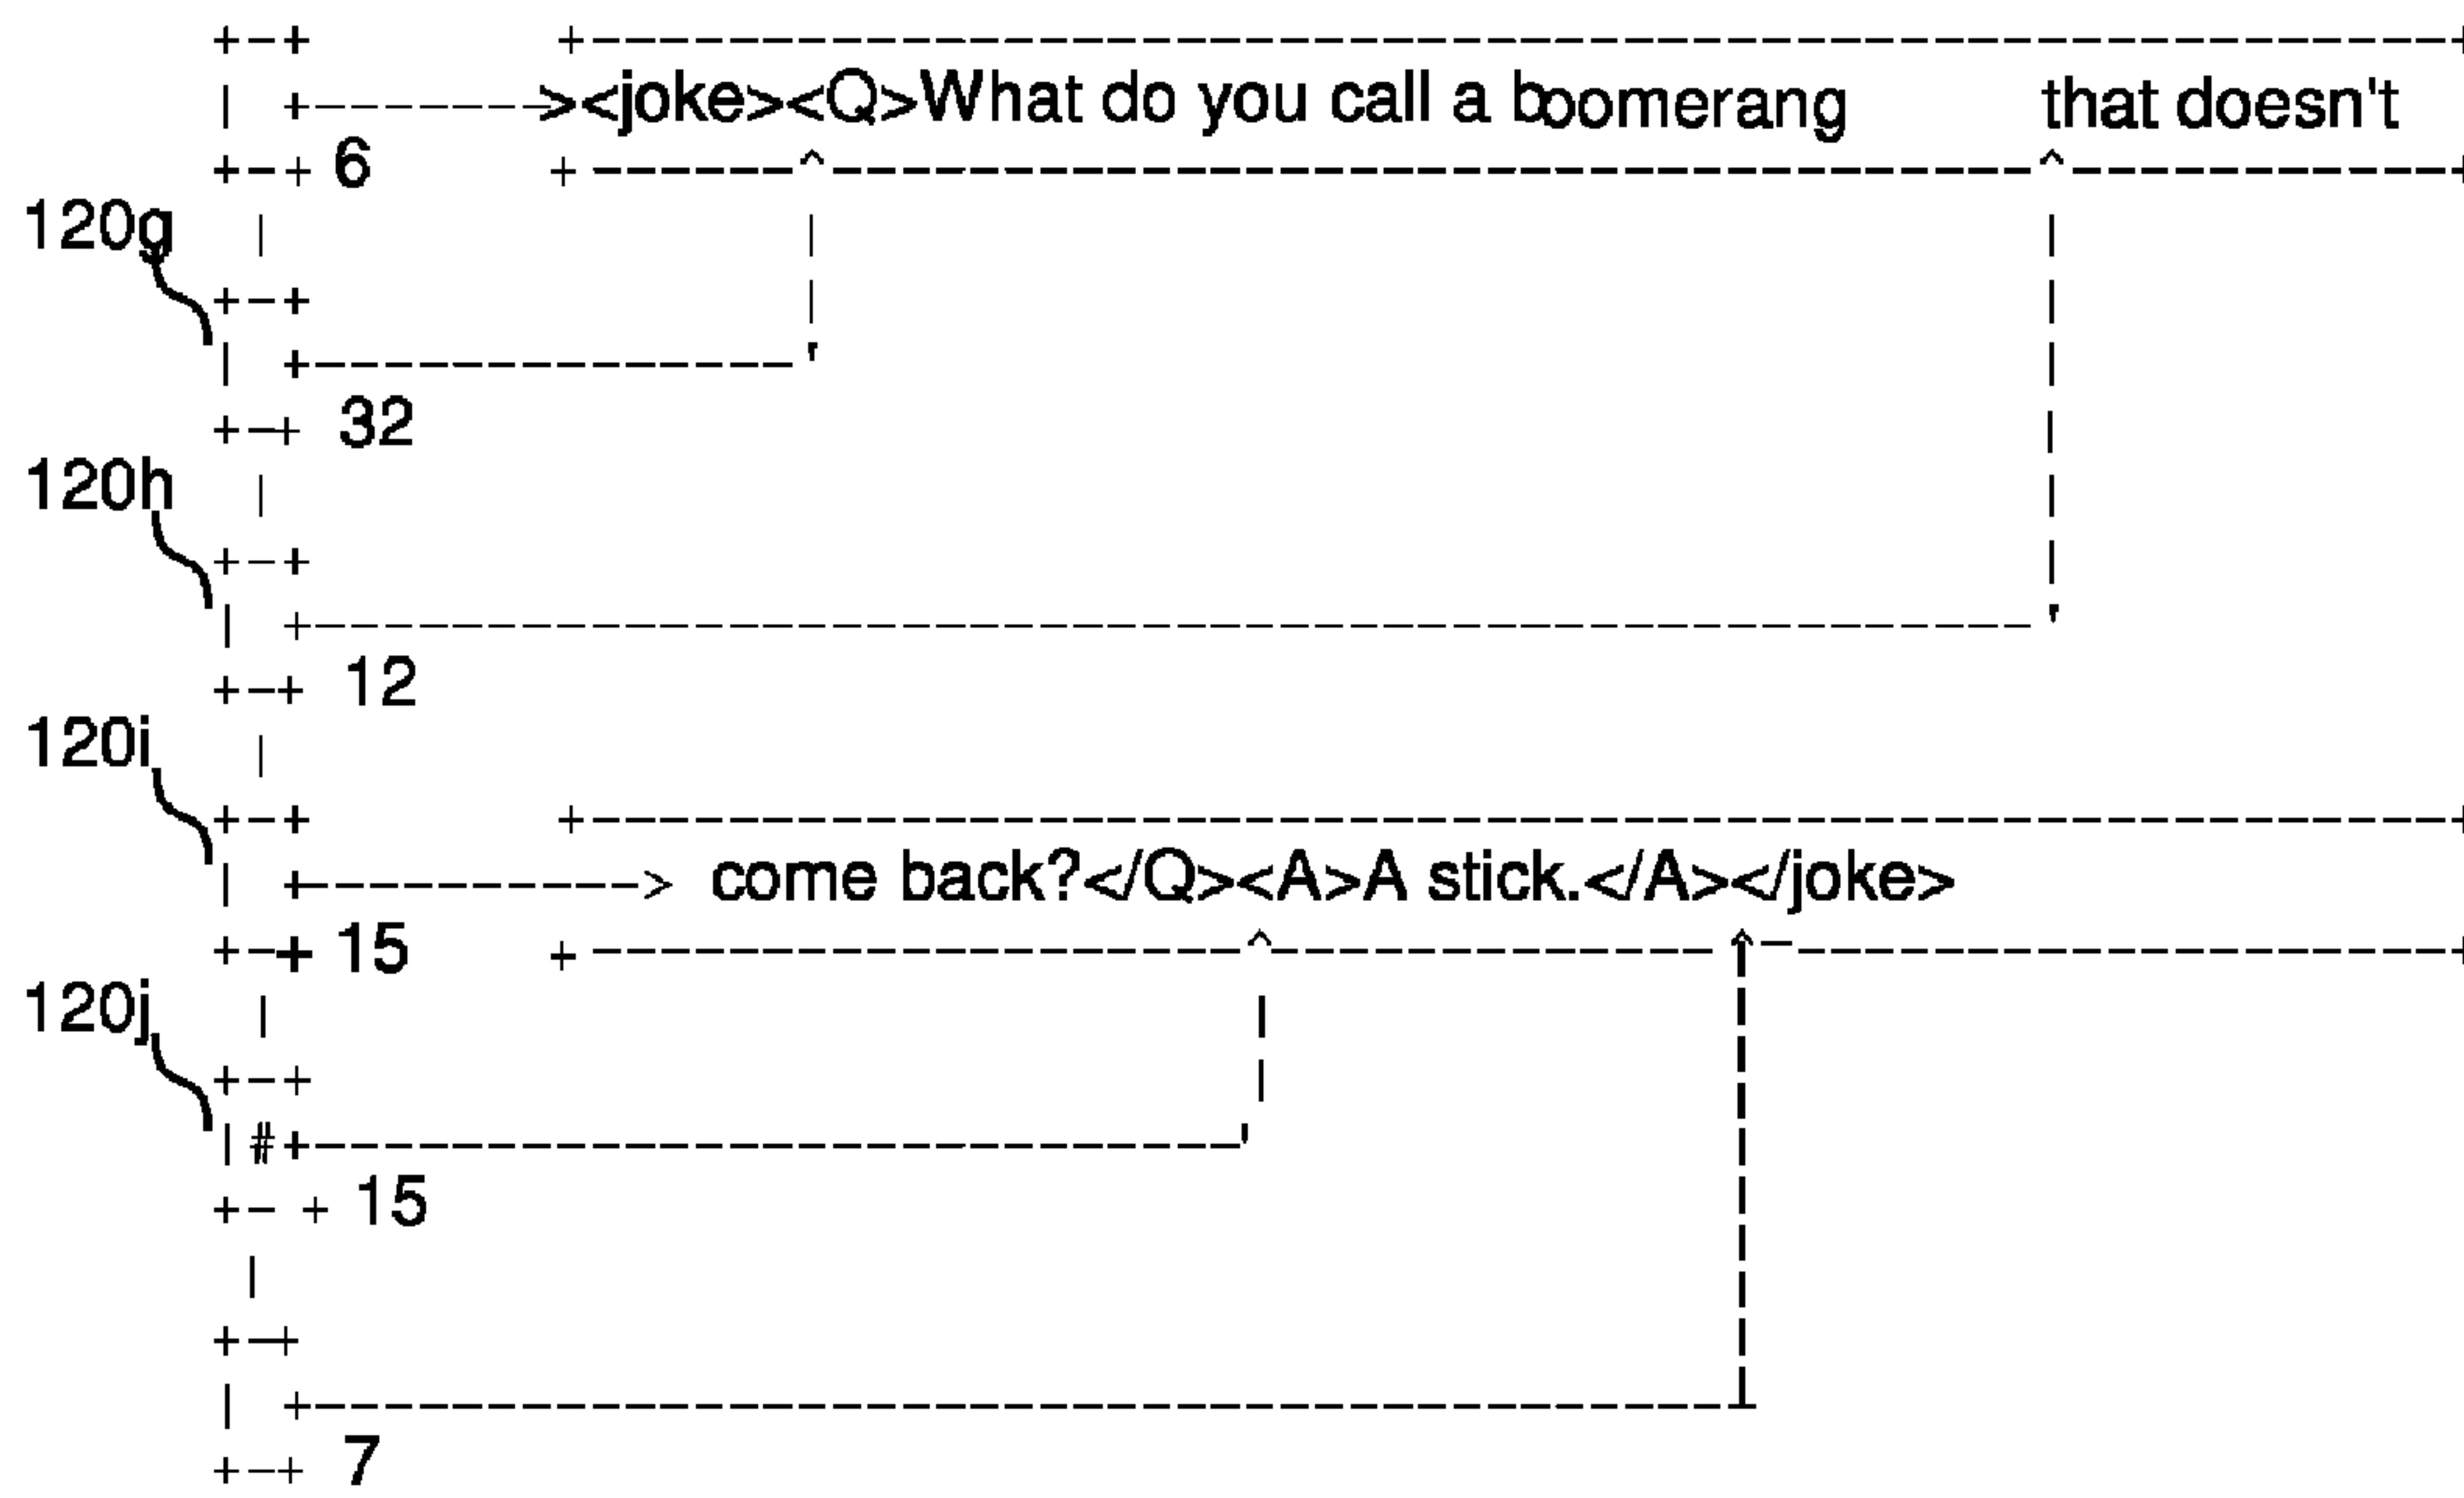 ><joke><Q>What do you call a boomerang that doesn't
6
120g
32
120h
12
120i
> come back?</Q><A>A stick.</A></joke>
15
120j
#
15
7